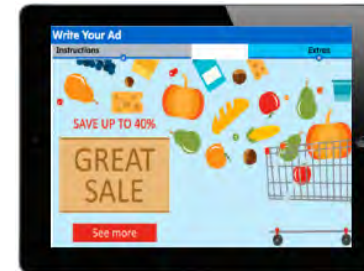 Write Your Ad
Instructions
Extras
SAVE UP TO 40%
GREAT
SALE
See more